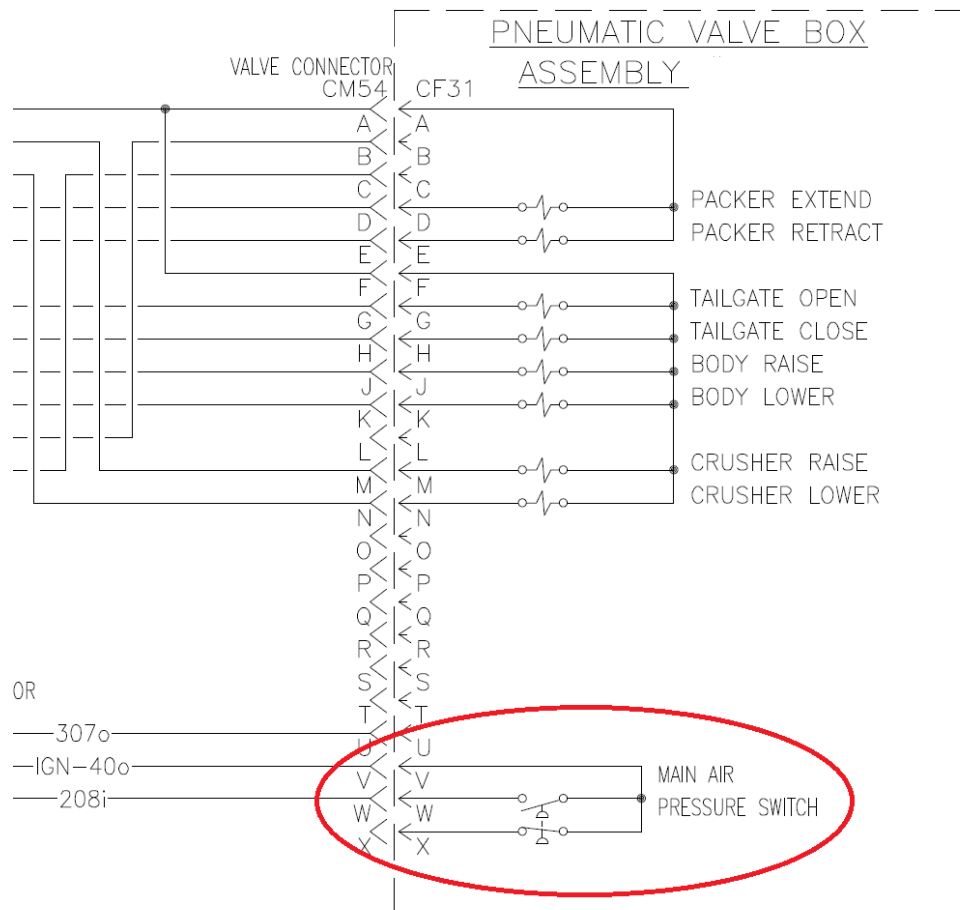 PNEUMATIC VALVE BOX
ASSEMBLY
VALVE CONNECTOR
CM54 CF31
A A
B B
C C
D D
E E
F F
G G
H H
J J
K K
L L
M M
N N
O O
P P
Q Q
R R
S S
T T
U U
V V
W W
X X
PACKER EXTEND
PACKER RETRACT
TAILGATE OPEN
TAILGATE CLOSE
BODY RAISE
BODY LOWER
CRUSHER RAISE
CRUSHER LOWER
OR
307o
IGN-40o
208i
MAIN AIR
PRESSURE SWITCH